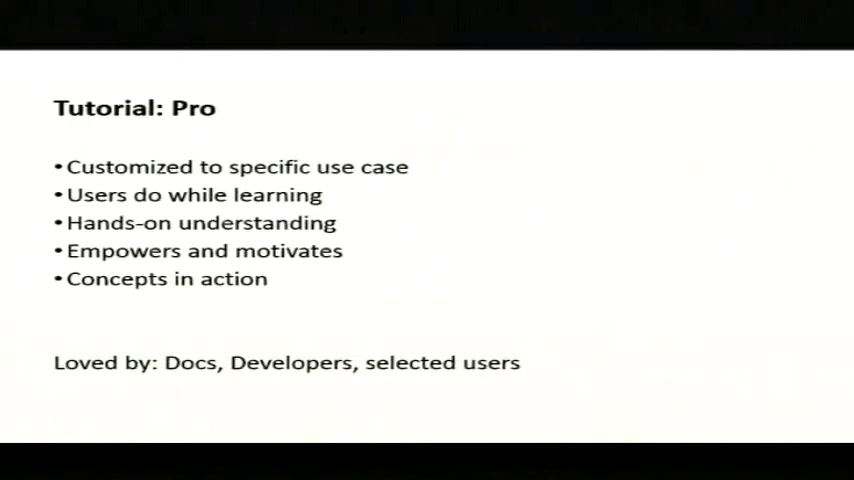 Tutorial: Pro
•Customized to specific use case
•Users do while learning
•Hands-on understanding
•Empowers and motivates
•Concepts in action
Loved by: Docs, Developers, selected users